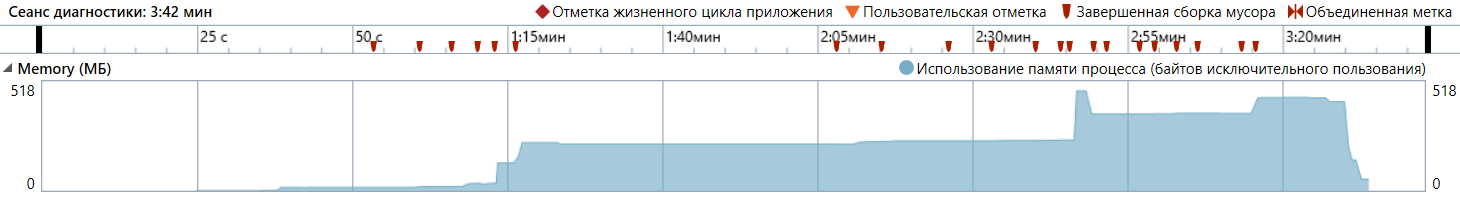 Сеанс диагностики: 3:42 мин Отметка жизненного цикла приложения Пользовательская отметка Завершенная сборка мусора Объединенная метка
25 с 50 с 1:15мин 1:40мин 2:05мин 2:30мин 2:55мин 3:20мин
Memory (МБ) Использование памяти процесса (байтов исключительного пользования)
518 518
0 0